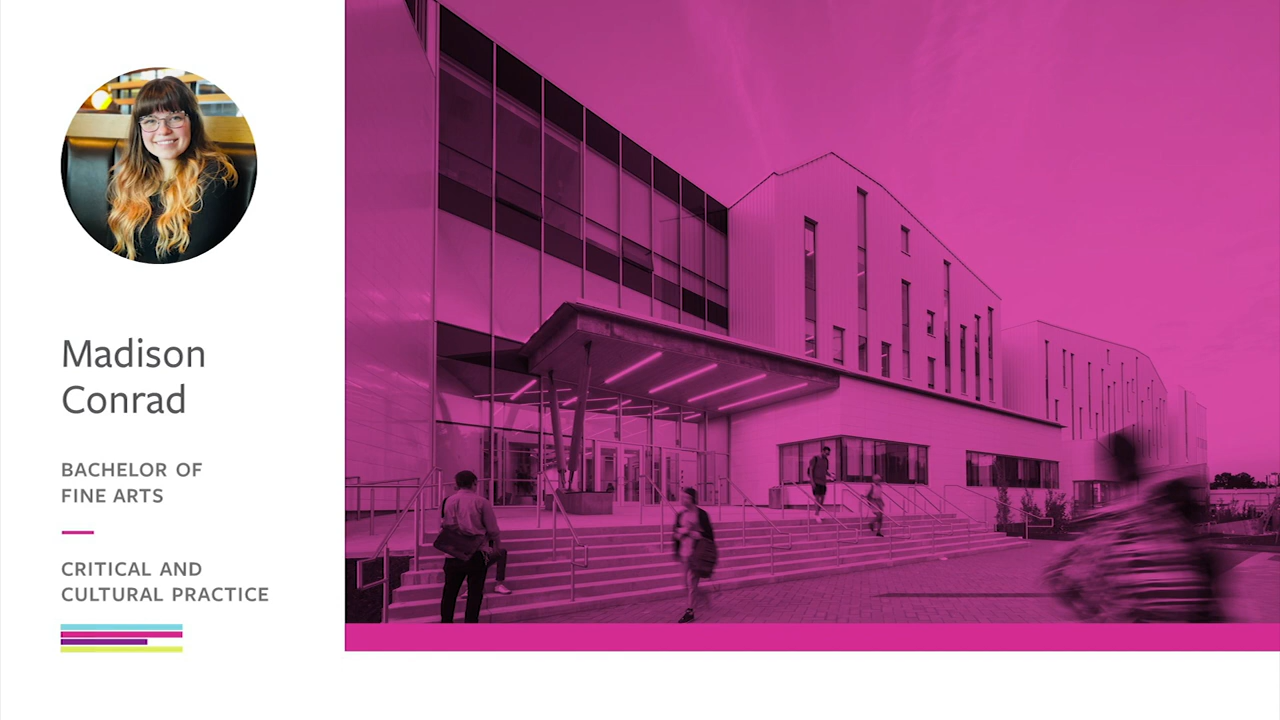 Madison
Conrad
BACHELOR OF
FINE ARTS
CRITICAL AND
CULTURAL PRACTICE